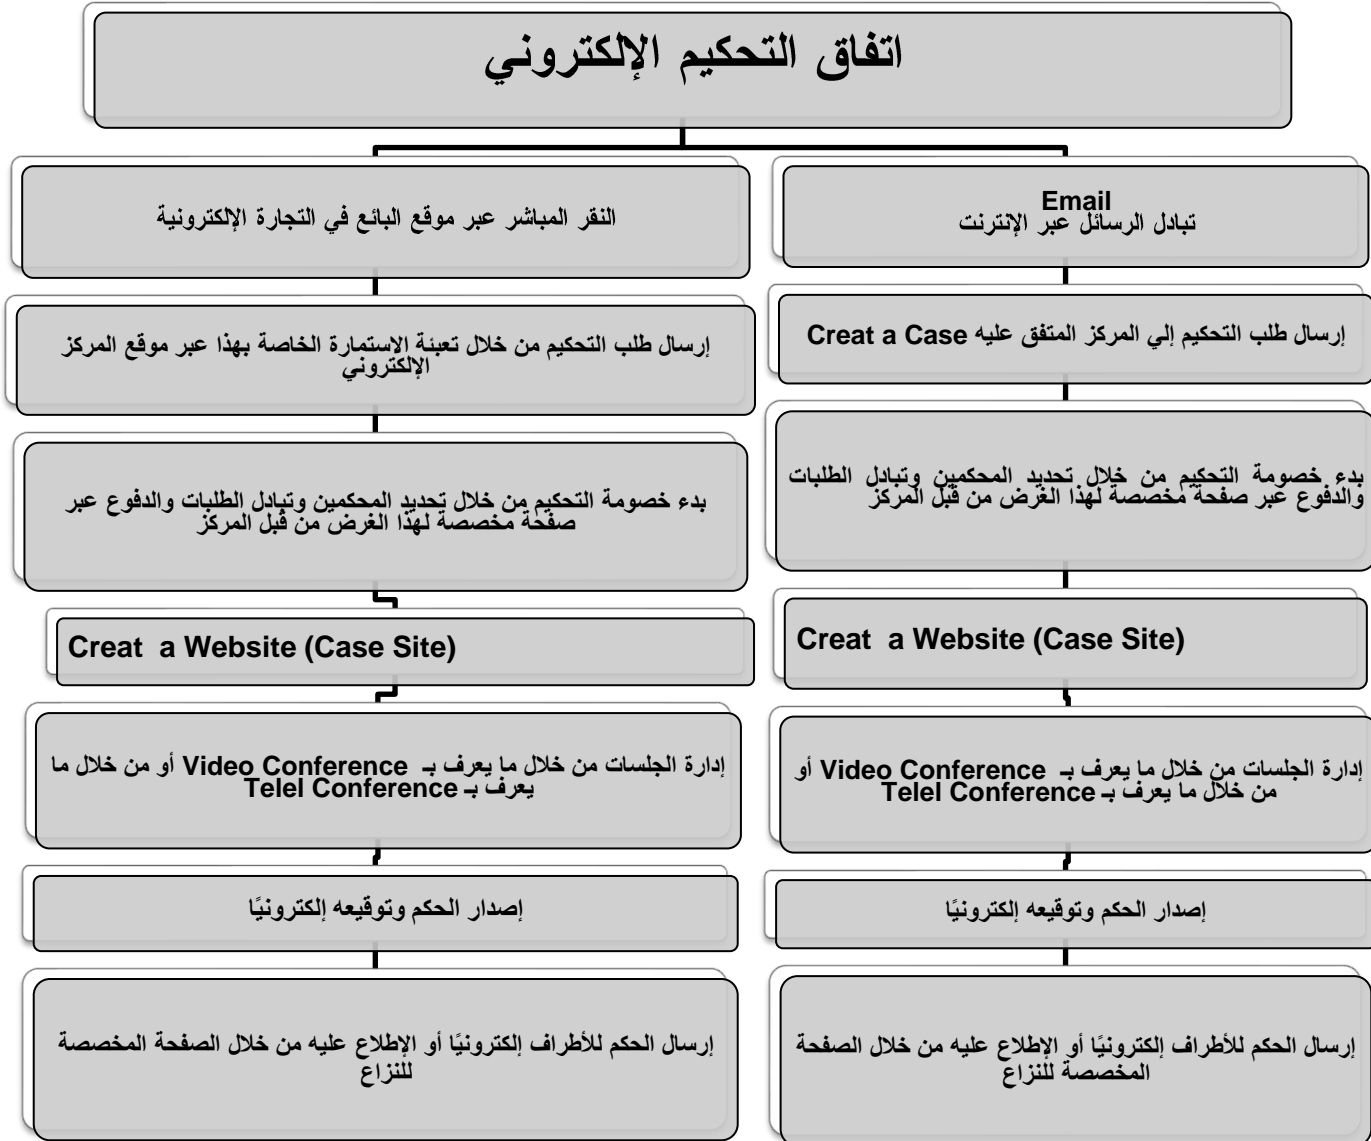 اتفاق التحكيم الإلكتروني
Email
تبادل الرسائل عبر الإنترنت
إرسال طلب التحكيم إلي المركز المتفق عليه Creat a Case
بدء خصومة التحكيم من خلال تحديد المحكمين وتبادل الطلبات
والدفوع عبر صفحة مخصصة لهذا الغرض من قبل المركز
Creat a Website (Case Site)
إدارة الجلسات من خلال ما يعرف بـ Video Conference أو
من خلال ما يعرف بـ Telel Conference
إصدار الحكم وتوقيعه إلكترونيًا
إرسال الحكم للأطراف إلكترونيًا أو الإطلاع عليه من خلال الصفحة
المخصصة للنزاع
النقر المباشر عبر موقع البائع في التجارة الإلكترونية
إرسال طلب التحكيم من خلال تعبئة الاستمارة الخاصة بهذا عبر موقع المركز
الإلكتروني
بدء خصومة التحكيم من خلال تحديد المحكمين وتبادل الطلبات والدفوع عبر
صفحة مخصصة لهذا الغرض من قبل المركز
Creat a Website (Case Site)
إدارة الجلسات من خلال ما يعرف بـ Video Conference أو من خلال ما
يعرف بـ Telel Conference
إصدار الحكم وتوقيعه إلكترونيًا
إرسال الحكم للأطراف إلكترونيًا أو الإطلاع عليه من خلال الصفحة المخصصة
للنزاع